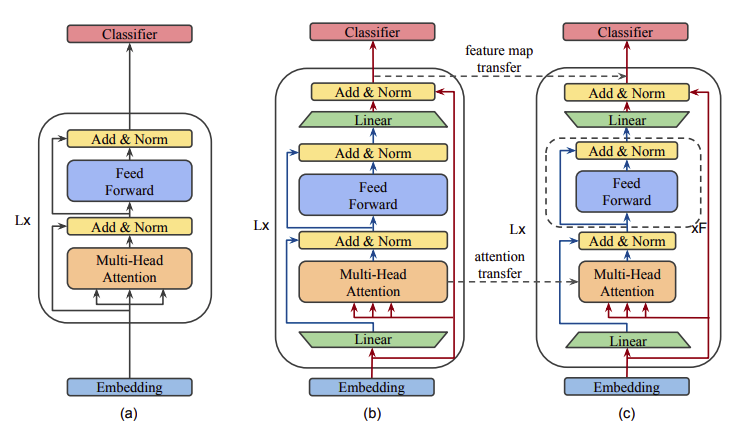 Classifier
Add & Norm
Feed
Forward
Add & Norm
Multi-Head
Attention
Lx
Embedding
(a)
Classifier
Add & Norm
Linear
Add & Norm
Feed
Forward
Add & Norm
Multi-Head
Attention
Linear
Lx
Embedding
(b)
feature map
transfer
attention
transfer
Classifier
Add & Norm
Linear
Add & Norm
Feed
Forward
xF
Add & Norm
Multi-Head
Attention
Linear
Lx
Embedding
(c)